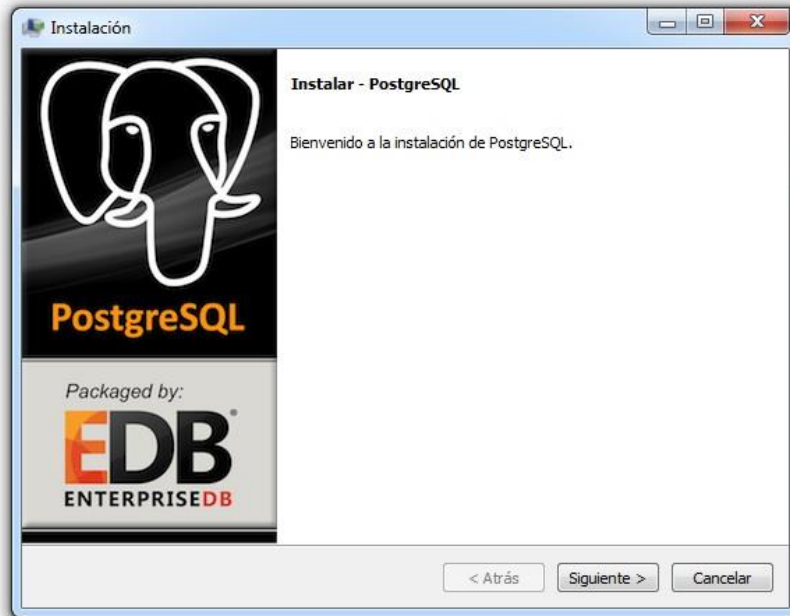 Instalación
Instalar - PostgreSQL
Bienvenido a la instalación de PostgreSQL.
PostgreSQL
Packaged by:
EDB
ENTERPRISEDB
< Atrás
Siguiente >
Cancelar